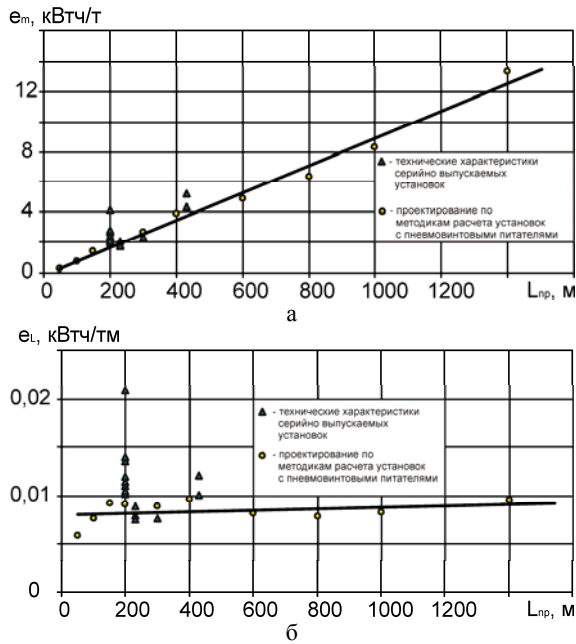 eₘ, кВтч/т
12
8
4
0
▲ - технические характеристики
серийно выпускаемых
установок
- проектирование по
методикам расчета установок
с пневмовинтовыми питателями
0 200 400 600 800 1000 1200 Lпр, м
а
eL, кВтч/тм
0,02
0,01
0
▲ - технические характеристики
серийно выпускаемых
установок
- проектирование по
методикам расчета установок
с пневмовинтовыми питателями
0 200 400 600 800 1000 1200 Lпр, м
б